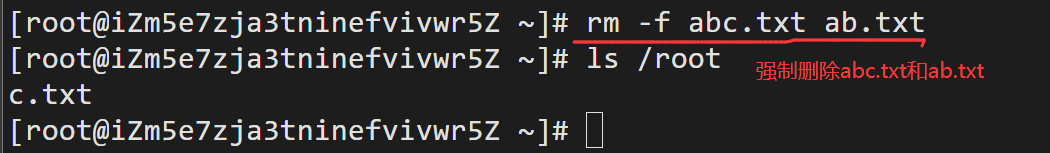 [root@iZm5e7zja3tninefvivwr5Z ~]# rm -f abc.txt ab.txt
[root@iZm5e7zja3tninefvivwr5Z ~]# ls /root
强制删除abc.txt和ab.txt
c.txt
[root@iZm5e7zja3tninefvivwr5Z ~]#